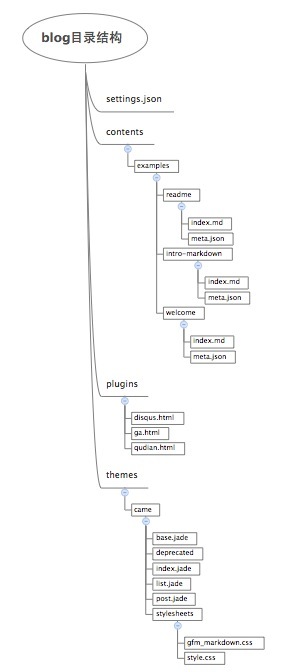 blog目录结构
settings.json
contents
examples
readme
index.md
meta.json
intro-markdown
index.md
meta.json
welcome
index.md
meta.json
plugins
disqus.html
ga.html
qudian.html
themes
came
base.jade
deprecated
index.jade
list.jade
post.jade
stylesheets
gfm_markdown.css
style.css